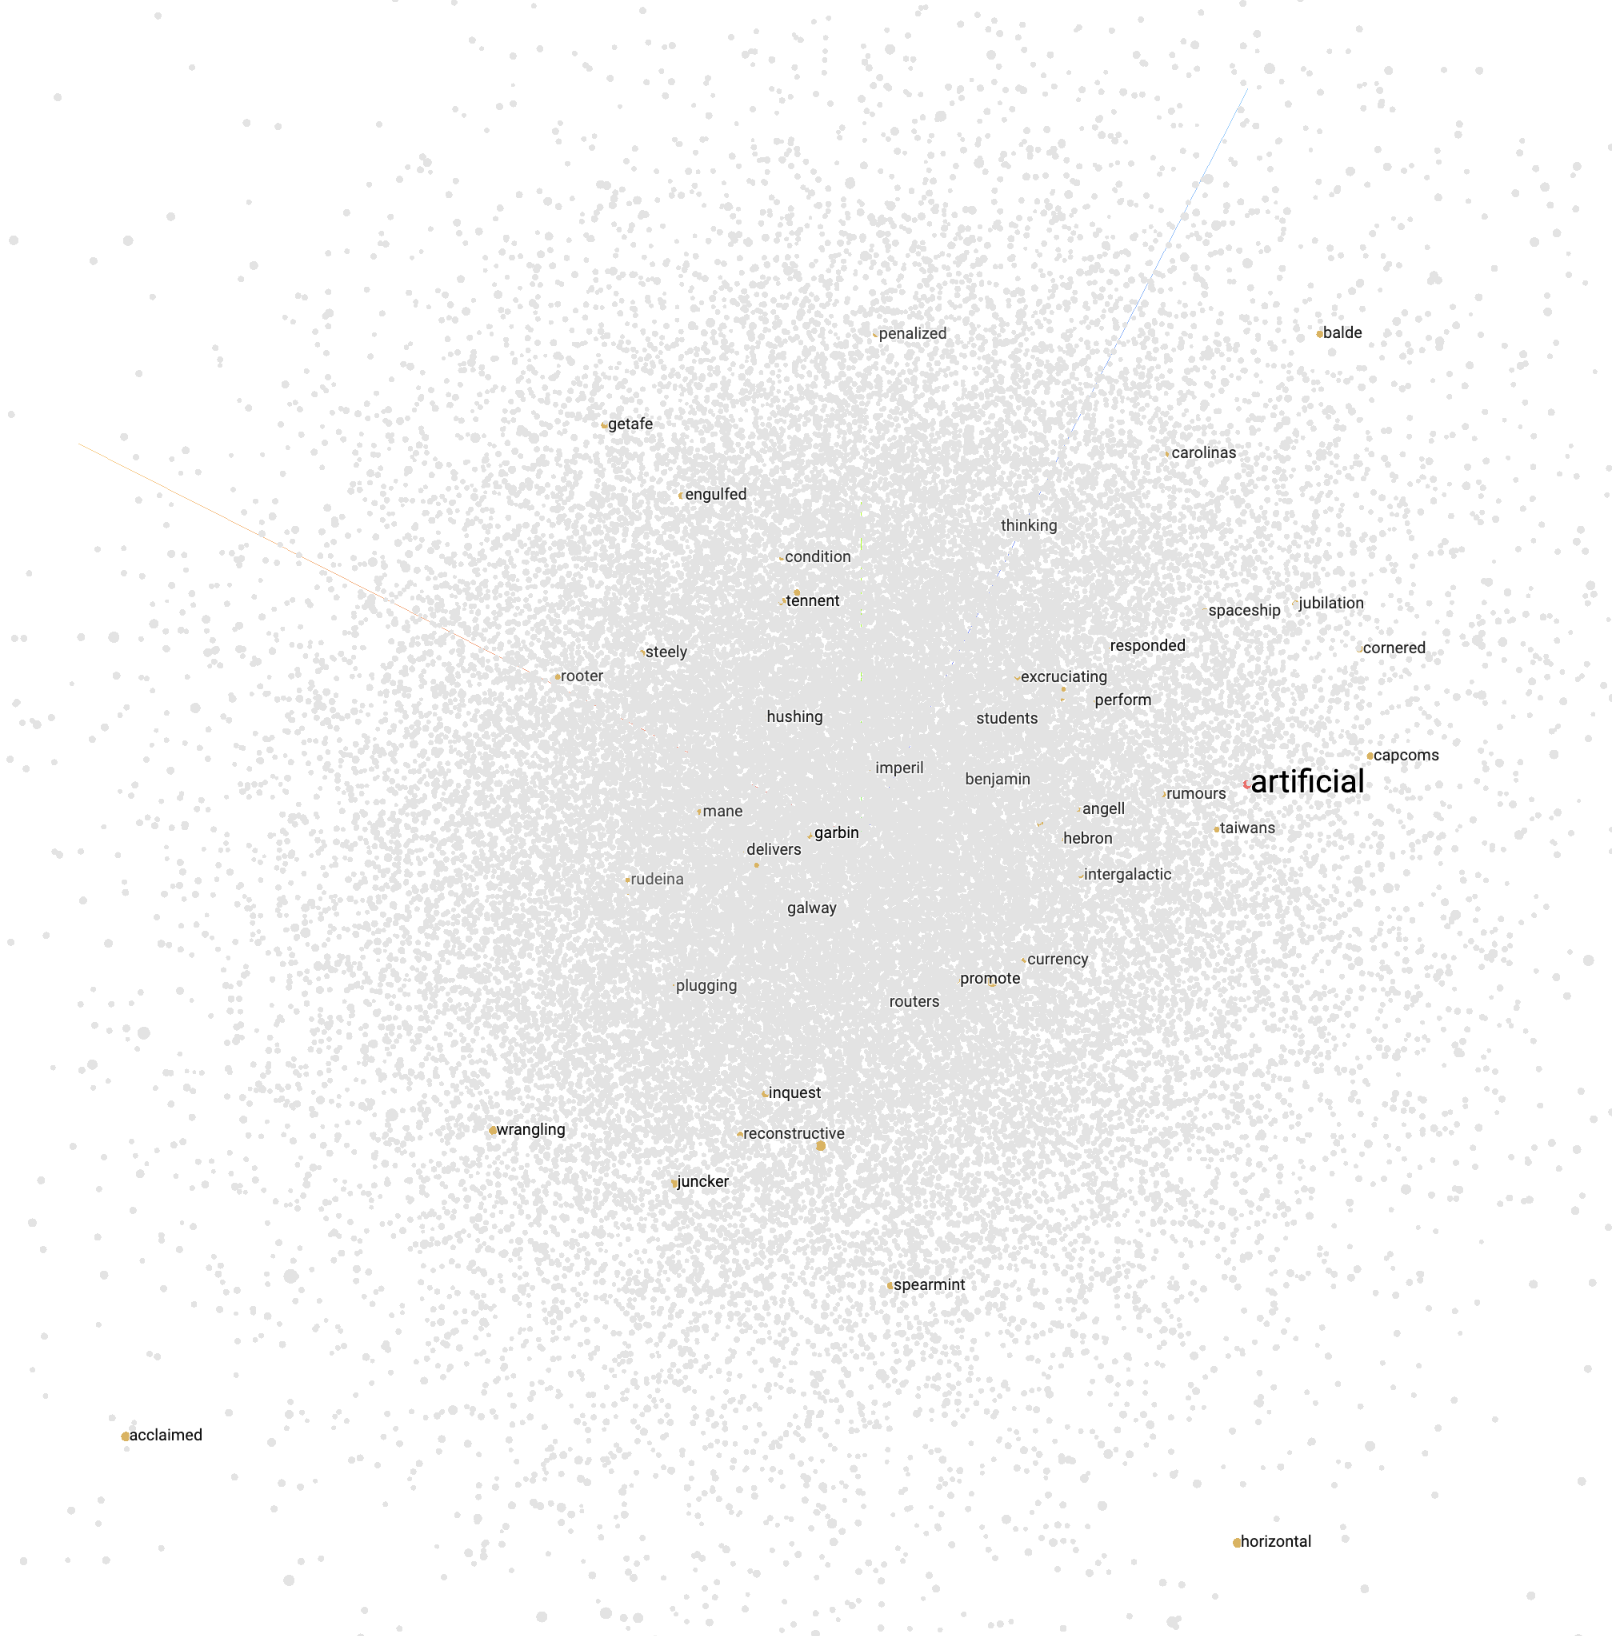 balde
penalized
getafe
carolinas
engulfed
thinking
condition
tennent
jubilation
spaceship
responded
cornered
steely
rooter
excruciating
perform
hushing
students
capcoms
imperil
benjamin
artificial
rumours
angell
mane
taiwans
garbin
hebron
delivers
intergalactic
rudeina
galway
currency
promote
plugging
routers
inquest
wrangling
reconstructive
juncker
spearmint
acclaimed
horizontal